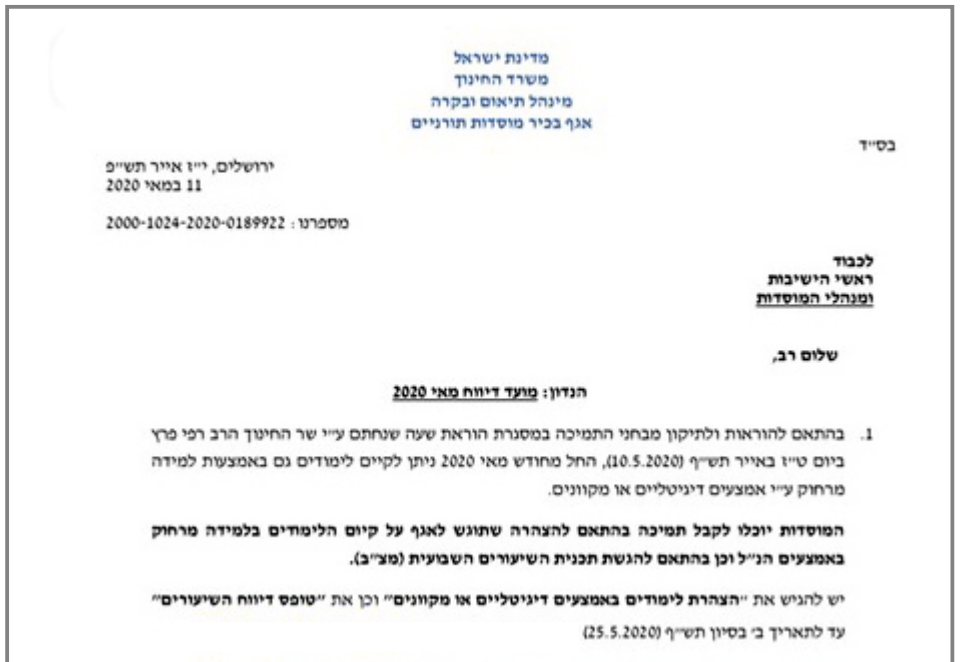 מדינת ישראל
משרד החינוך
מינהל תיאום ובקרה
אגף בכיר מוסדות תורניים
בס״ד
ירושלים, י״ז אייר תש״פ
11 במאי 2020
מספרנו: 2000-1024-2020-0189922
לכבוד
ראשי הישיבות
ומנהלי המוסדות
שלום רב,
הנדון: מועד דיווח מאי 2020
1. בהתאם להוראות ולתיקון מבחני התמיכה במסגרת הוראת שעה שנחתם ע״י שר החינוך הרב רפי פרץ
ביום ט״ז באייר תש״ף (10.5.2020), החל מחודש מאי 2020 ניתן לקיים לימודים גם באמצעות למידה
מרחוק ע״י אמצעים דיגיטליים או מקוונים.
המוסדות יוכלו לקבל תמיכה בהתאם להצהרה שתוגש לאגף על קיום הלימודים בלמידה מרחוק
באמצעים הנ״ל וכן בהתאם להגשת תכנית השיעורים השבועית (מצ״ב).
יש להגיש את ״הצהרת לימודים באמצעים דיגיטליים או מקוונים״ וכן את ״טופס דיווח השיעורים״
עד לתאריך ב׳ בסיון תש״ף (25.5.2020)